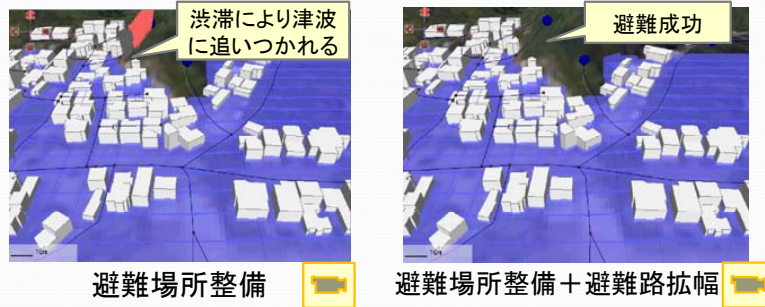 渋滞により津波
に追いつかれる
避難成功
避難場所整備
避難場所整備＋避難路拡幅